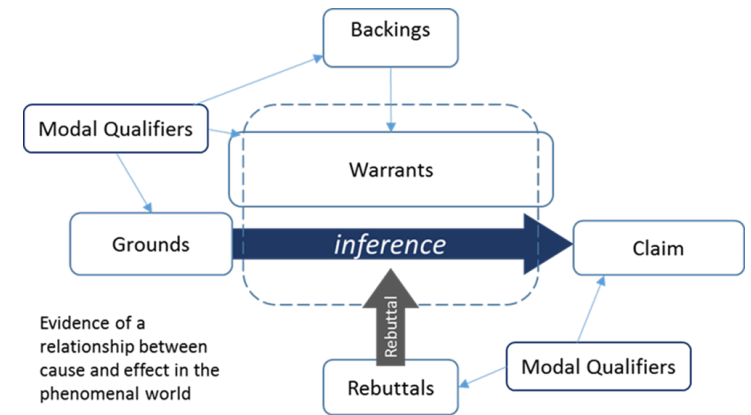 Backings
Modal Qualifiers
Warrants
Grounds
inference
Claim
Rebuttal
Evidence of a
relationship between
cause and effect in the
phenomenal world
Rebuttals
Modal Qualifiers